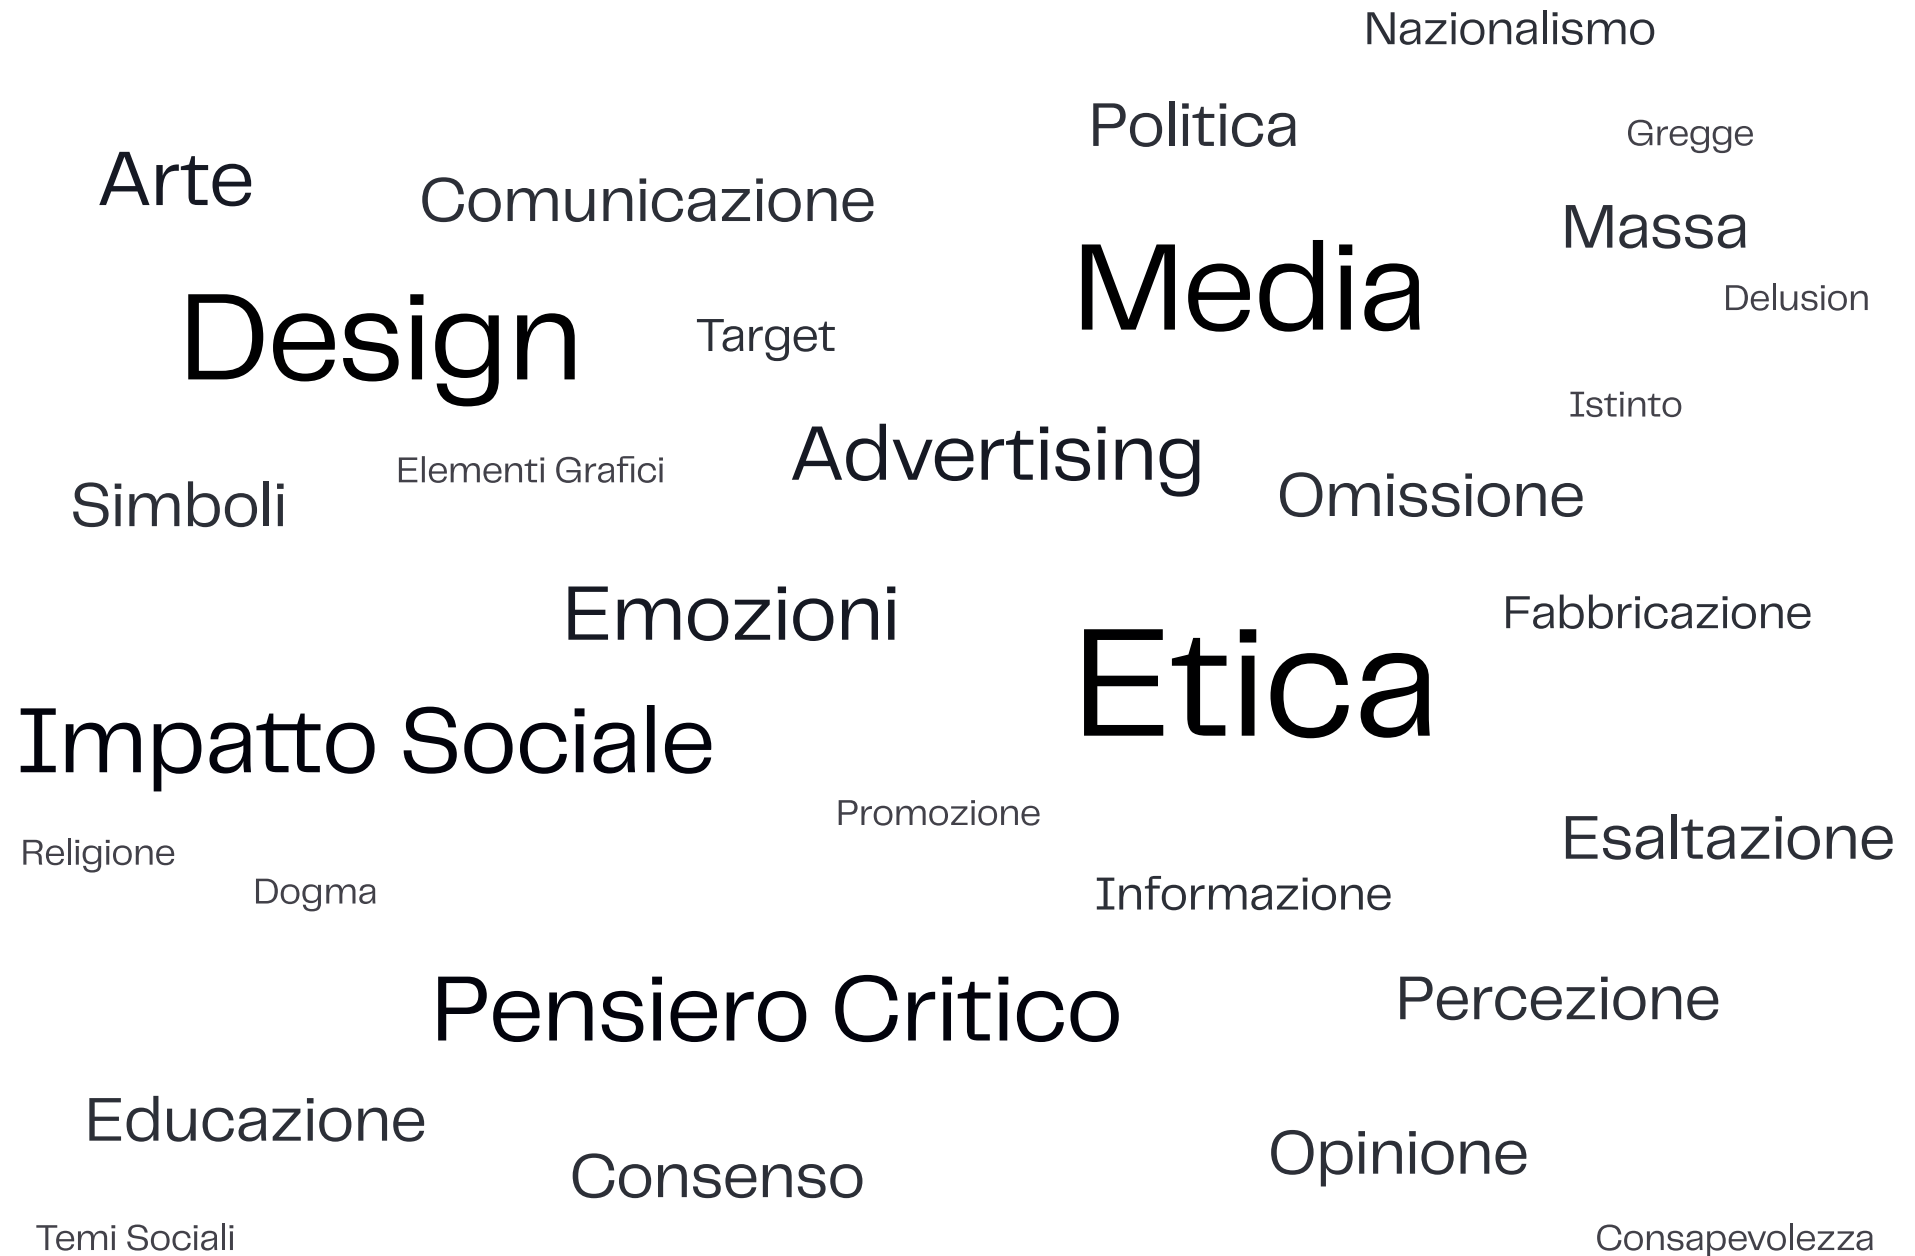 Nazionalismo
Politica
Gregge
Arte
Comunicazione
Massa
Media
Delusion
Design
Target
Istinto
Advertising
Elementi Grafici
Omissione
Simboli
Emozioni
Fabbricazione
Etica
Impatto Sociale
Promozione
Esaltazione
Religione
Dogma
Informazione
Pensiero Critico
Percezione
Educazione
Opinione
Consenso
Temi Sociali
Consapevolezza